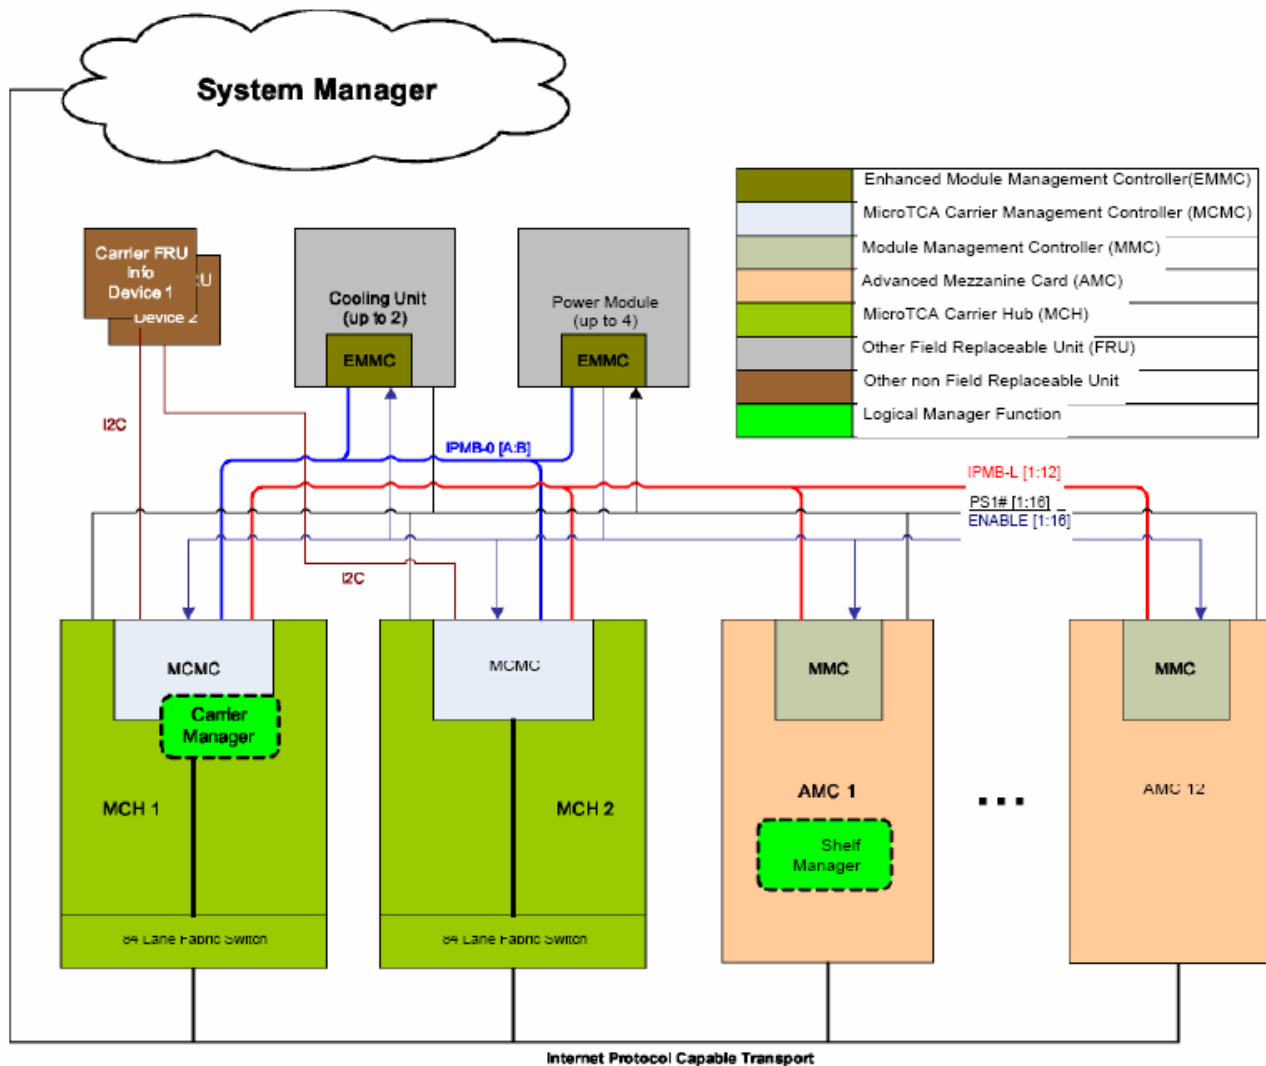 System Manager
Enhanced Module Management Controller(EMMC)
MicroTCA Carrier Management Controller (MCMC)
Module Management Controller (MMC)
Advanced Mezzanine Card (AMC)
MicroTCA Carrier Hub (MCH)
Other Field Replaceable Unit (FRU)
Other non Field Replaceable Unit
Logical Manager Function
Carrier FRU
Info
Device 1
Device 2
Cooling Unit
(up to 2)
EMMC
Power Module
(up to 4)
EMMC
I2C
IPMB-0 [A:B]
IPMB-L [1:12]
PS1# [1:16]
ENABLE [1:16]
I2C
MCMC
Carrier
Manager
MCH 1
84 Lane Fabric Switch
MCMC
MCH 2
84 Lane Fabric Switch
MMC
AMC 1
Shelf
Manager
...
MMC
AMC 12
Internet Protocol Capable Transport